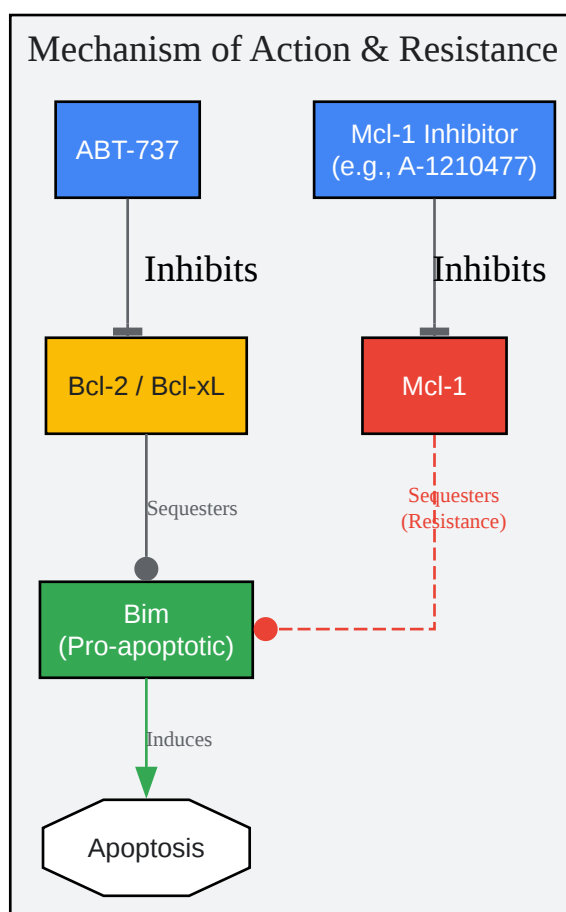 Mechanism of Action & Resistance
ABT-737
Mcl-1 Inhibitor
(e.g., A-1210477)
Inhibits
Inhibits
Bcl-2 / Bcl-xL
Mcl-1
Sequesters
Sequesters
(Resistance)
Bim
(Pro-apoptotic)
Induces
Apoptosis